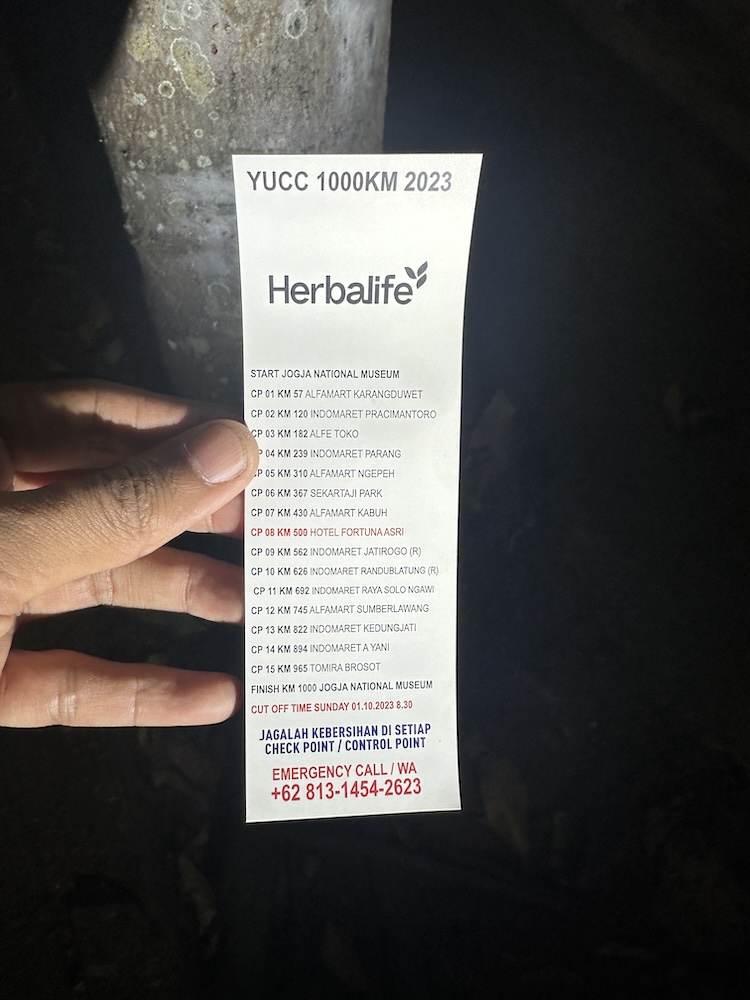 YUCC 1000KM 2023
Herbalife
START JOGJA NATIONAL MUSEUM
CP 01 KM 57 ALFAMART KARANGDUWET
CP 02 KM 120 INDOMARET PRACIMANTORO
CP 03 KM 182 ALFE TOKO
P 04 KM 239 INDOMARET PARANG
CP 05 KM 310 ALFAMART NGEPEH
CP 06 KM 367 SEKARTAJI PARK
CP 07 KM 430 ALFAMART KABUH
CP 08 KM 500 HOTEL FORTUNA ASRI
CP 09 KM 562 INDOMARET JATIROGO (R)
CP 10 KM 626 INDOMARET RANDUBLATUNG (R)
CP 11 KM 692 INDOMARET RAYA SOLO NGAWI
CP 12 KM 745 ALFAMART SUMBERLAWANG
CP 13 KM 822 INDOMARET KEDUNGJATI
CP 14 KM 894 INDOMARET A YANI
CP 15 KM 965 TOMIRA BROSOT
FINISH KM 1000 JOGJA NATIONAL MUSEUM
CUT OFF TIME SUNDAY 01.10.2023 8.30
JAGALAH KEBERSIHAN DI SETIAP
CHECK POINT / CONTROL POINT
EMERGENCY CALL / WA
+62 813-1454-2623